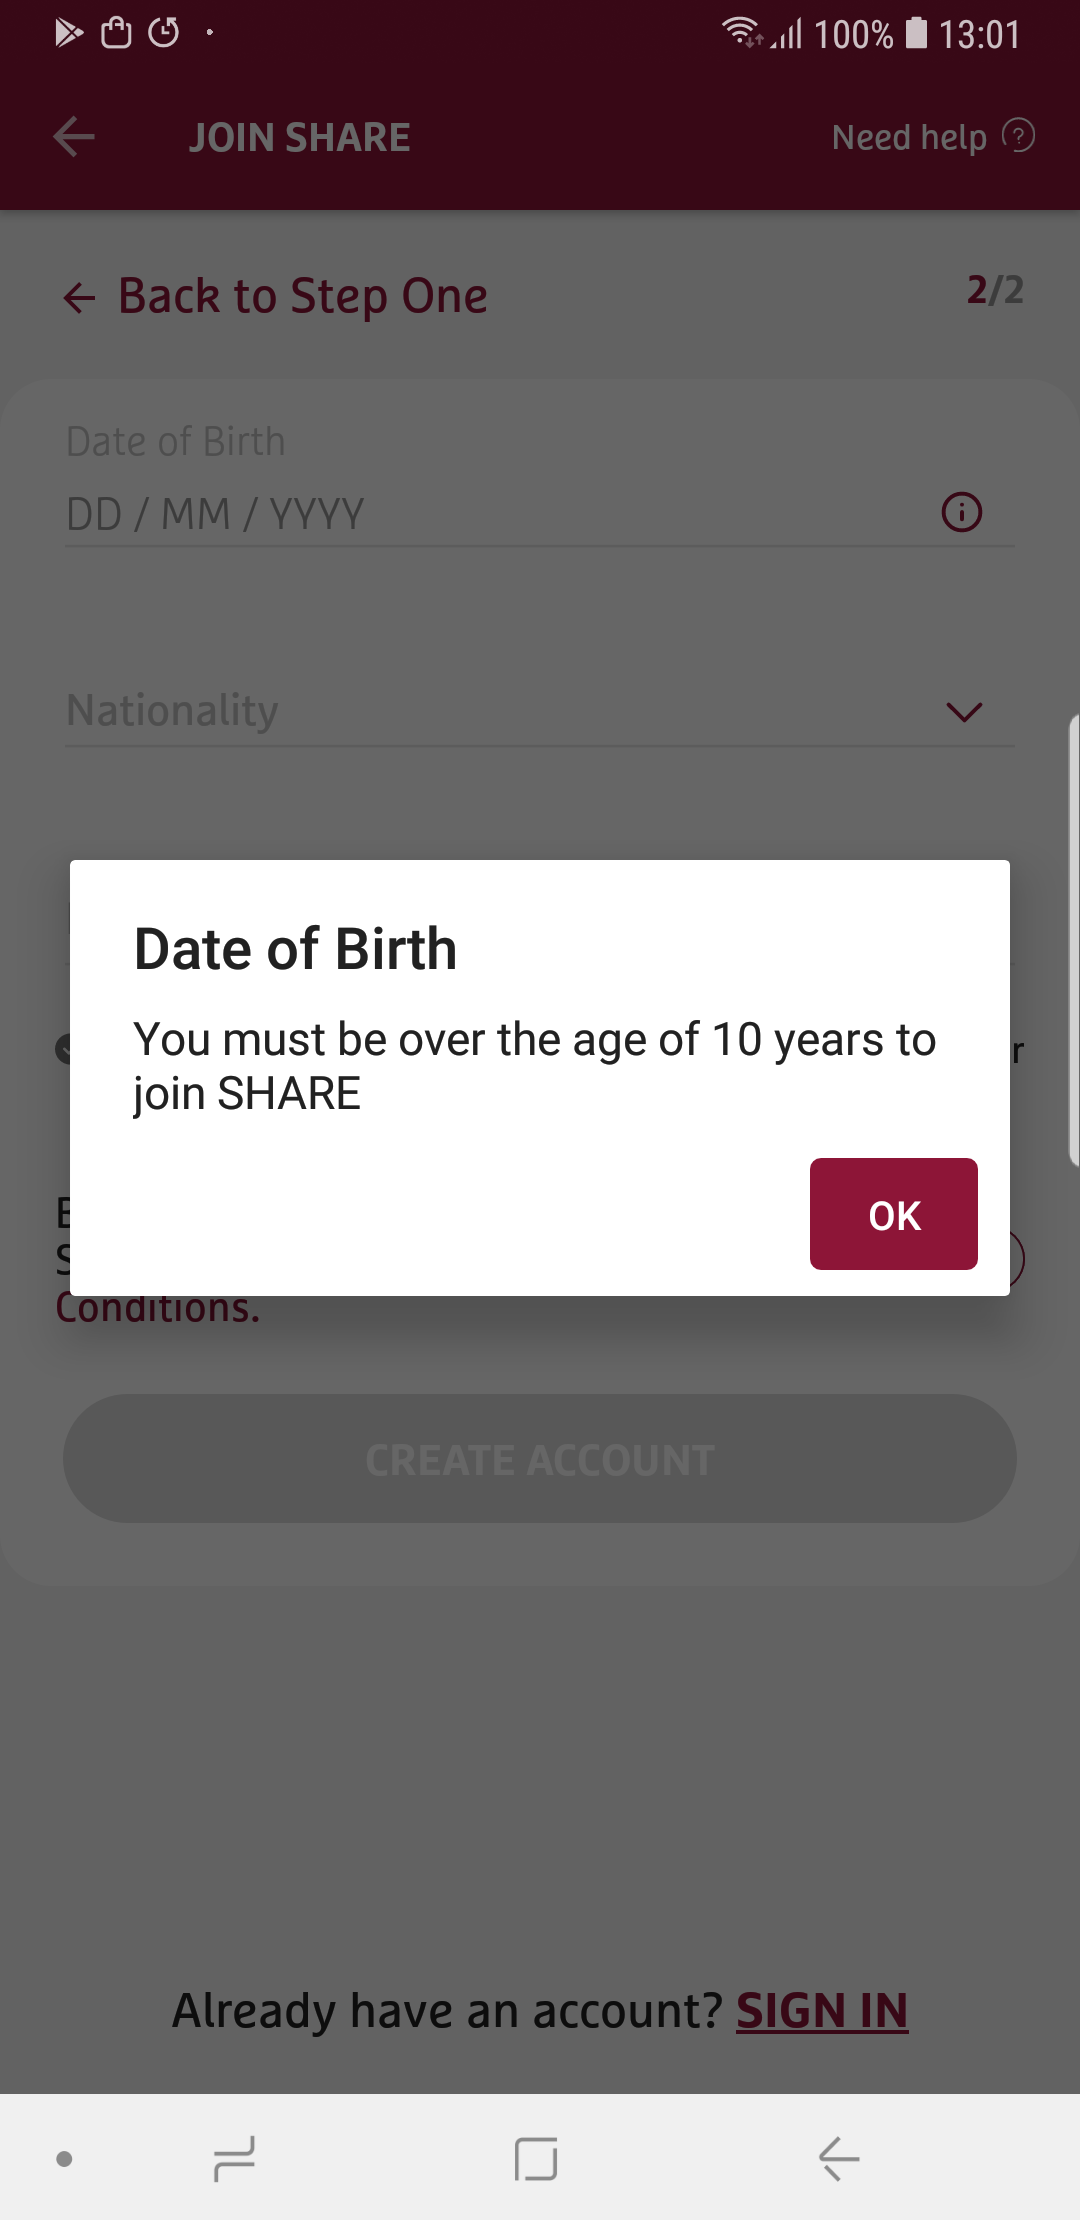 100% 13:01
JOIN SHARE Need help ?
Back to Step One 2/2
Date of Birth
DD / MM / YYYY
Nationality
Date of Birth
You must be over the age of 10 years to
join SHARE
OK
Conditions.
CREATE ACCOUNT
Already have an account? SIGN IN